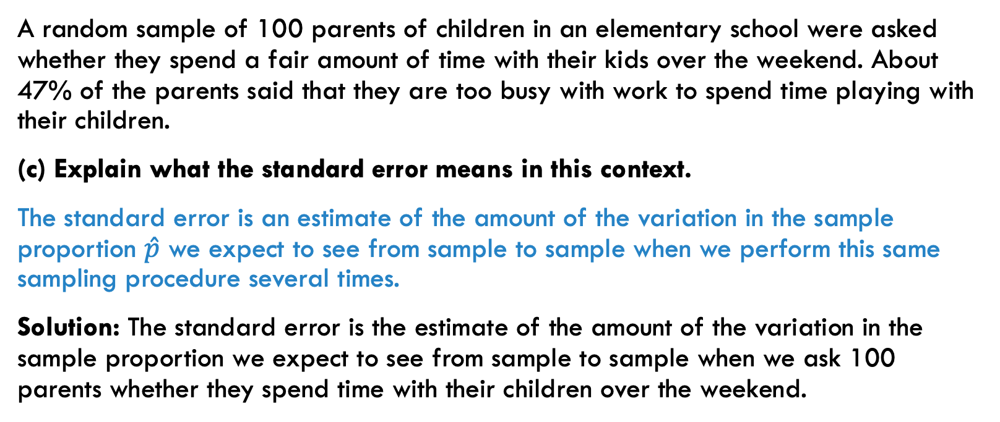 A random sample of 100 parents of children in an elementary school were asked
whether they spend a fair amount of time with their kids over the weekend. About
47% of the parents said that they are too busy with work to spend time playing with
their children.
(c) Explain what the standard error means in this context.
The standard error is an estimate of the amount of the variation in the sample
proportion p̂ we expect to see from sample to sample when we perform this same
sampling procedure several times.
Solution: The standard error is the estimate of the amount of the variation in the
sample proportion we expect to see from sample to sample when we ask 100
parents whether they spend time with their children over the weekend.